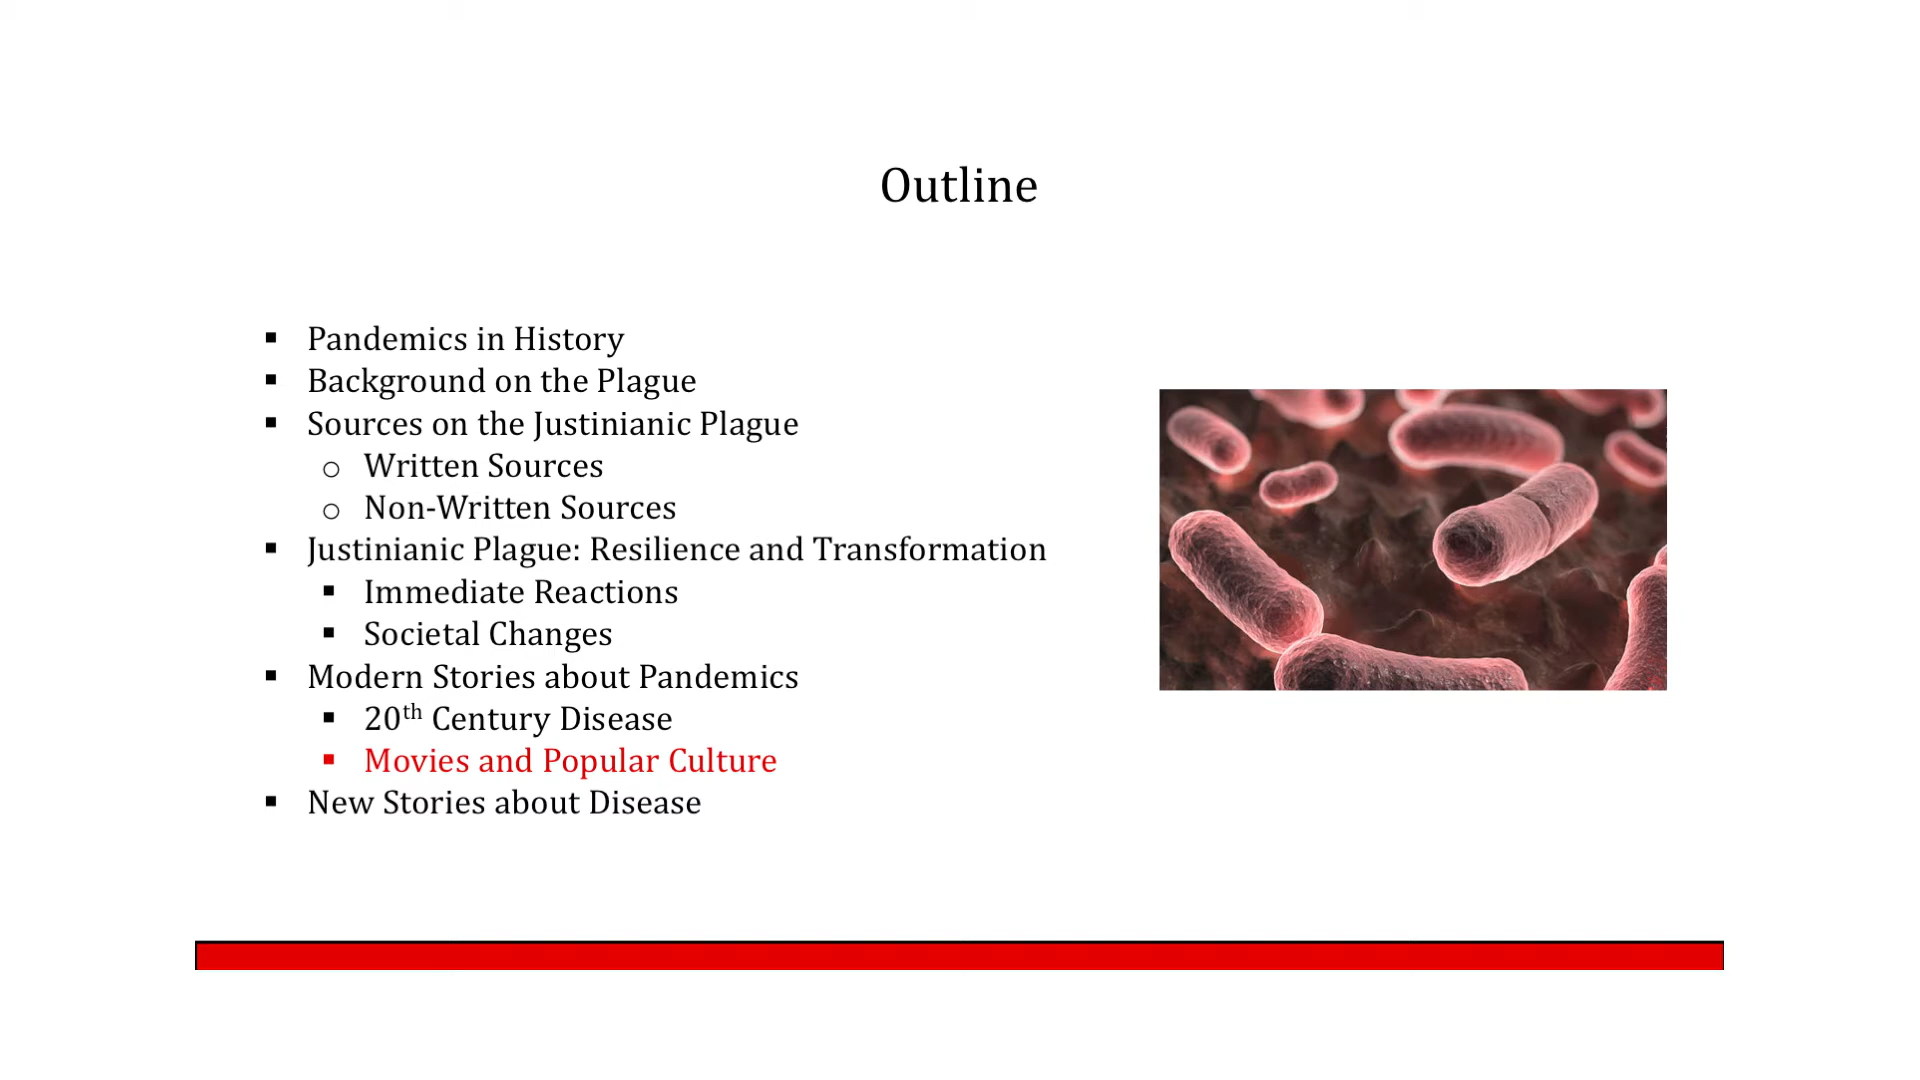 Outline
▪ Pandemics in History
▪ Background on the Plague
▪ Sources on the Justinianic Plague
o Written Sources
o Non-Written Sources
▪ Justinianic Plague: Resilience and Transformation
▪ Immediate Reactions
▪ Societal Changes
▪ Modern Stories about Pandemics
▪ 20th Century Disease
▪ Movies and Popular Culture
▪ New Stories about Disease